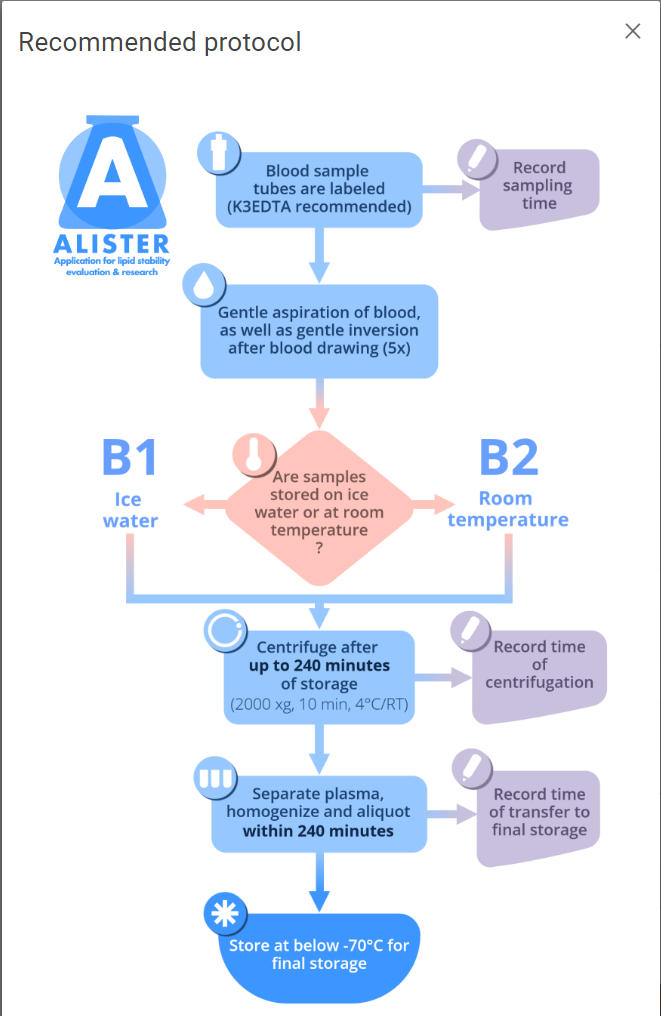 Recommended protocol
A
ALISTER
Application for lipid stability
evaluation & research
Blood sample
tubes are labeled
(K3EDTA recommended)
Record
sampling
time
Gentle aspiration of blood,
as well as gentle inversion
after blood drawing (5x)
B1
Ice
water
Are samples
stored on ice
water or at room
temperature
?
B2
Room
temperature
Centrifuge after
up to 240 minutes
of storage
(2000 xg, 10 min, 4°C/RT)
Record time
of
centrifugation
Separate plasma,
homogenize and aliquot
within 240 minutes
Record time
of transfer to
final storage
Store at below -70°C for
final storage